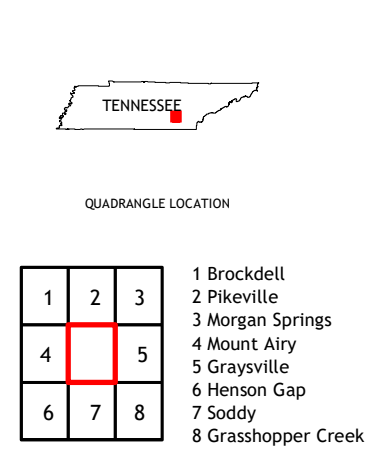 TENNESSEE
QUADRANGLE LOCATION
1 2 3
4 5
6 7 8
1 Brockdell
2 Pikeville
3 Morgan Springs
4 Mount Airy
5 Graysville
6 Henson Gap
7 Soddy
8 Grasshopper Creek